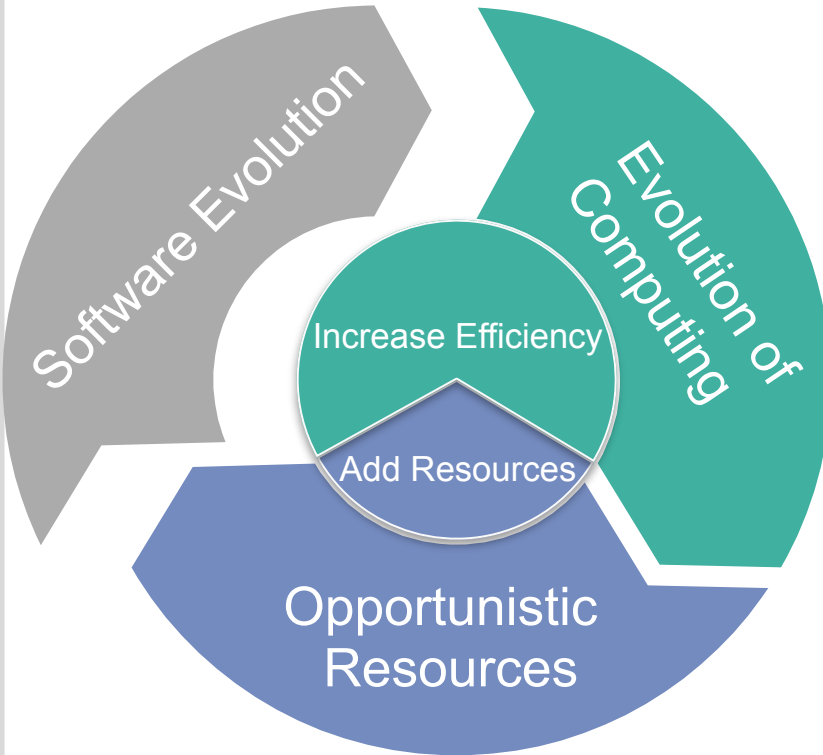 Software Evolution
Evolution of
Computing
Increase Efficiency
Add Resources
Opportunistic
Resources